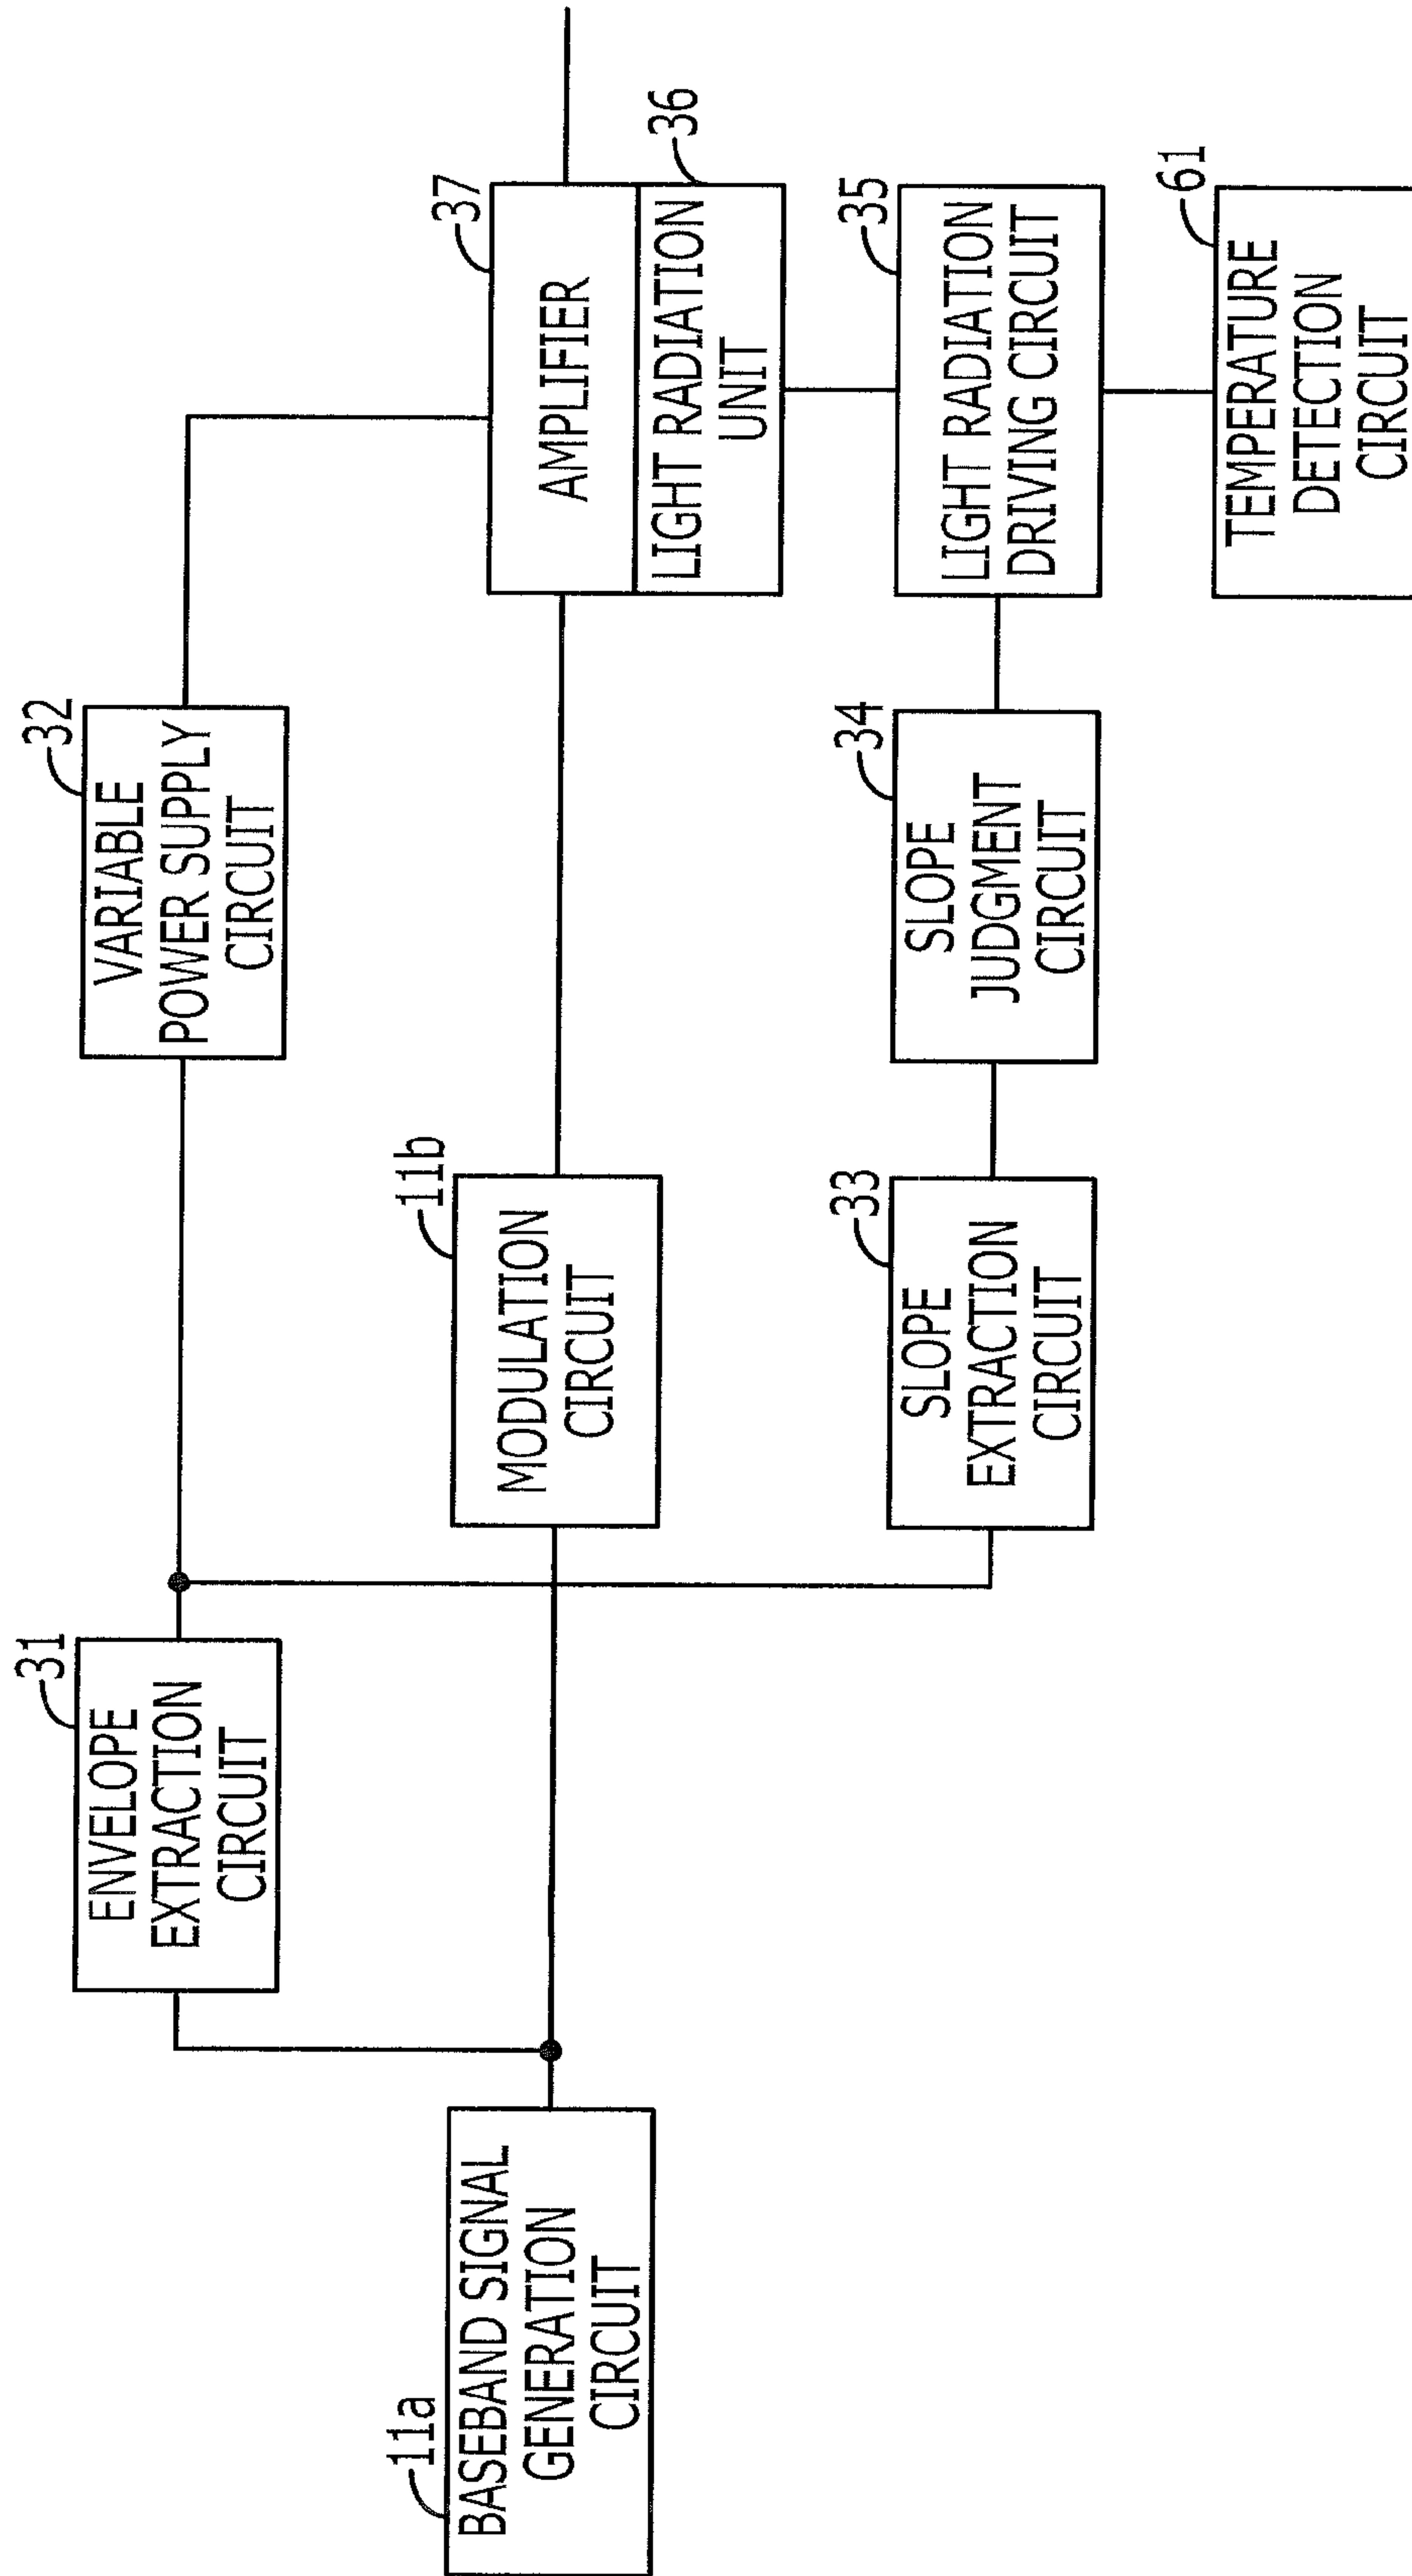 31
ENVELOPE
EXTRACTION
CIRCUIT
32
VARIABLE
POWER SUPPLY
CIRCUIT
11a
BASEBAND SIGNAL
GENERATION
CIRCUIT
11b
MODULATION
CIRCUIT
37
AMPLIFIER
36
LIGHT RADIATION
UNIT
33
SLOPE
EXTRACTION
CIRCUIT
34
SLOPE
JUDGMENT
CIRCUIT
35
LIGHT RADIATION
DRIVING CIRCUIT
61
TEMPERATURE
DETECTION
CIRCUIT